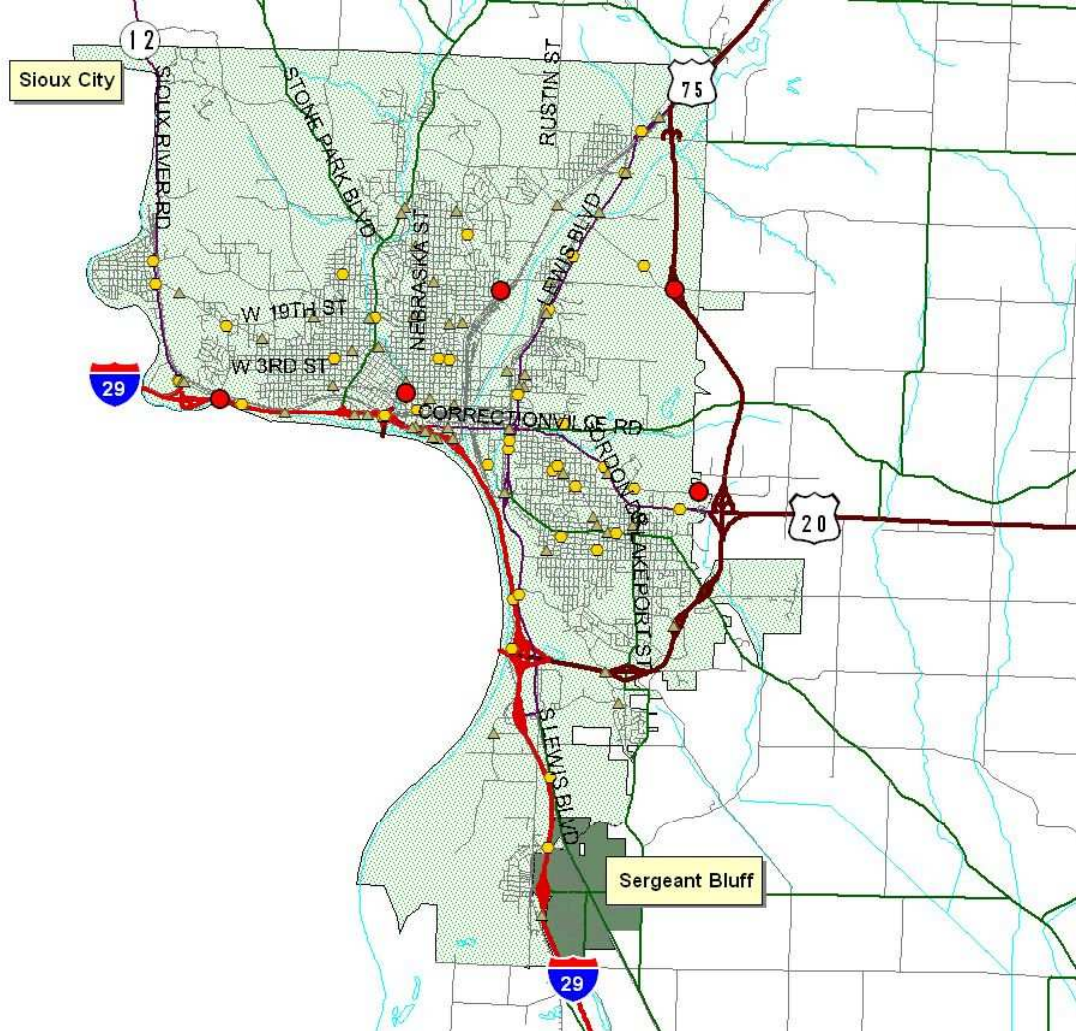 12
Sioux City
75
SIOUX RIVER RD
STONE PARK BLVD
RUSTIN ST
NEBRASKA ST
LEWIS BLVD
W 19TH ST
W 3RD ST
29
CORRECTIONVILLE RD
GORDON DR
20
S LAKEPORT ST
S LEWIS BLVD
Sergeant Bluff
29